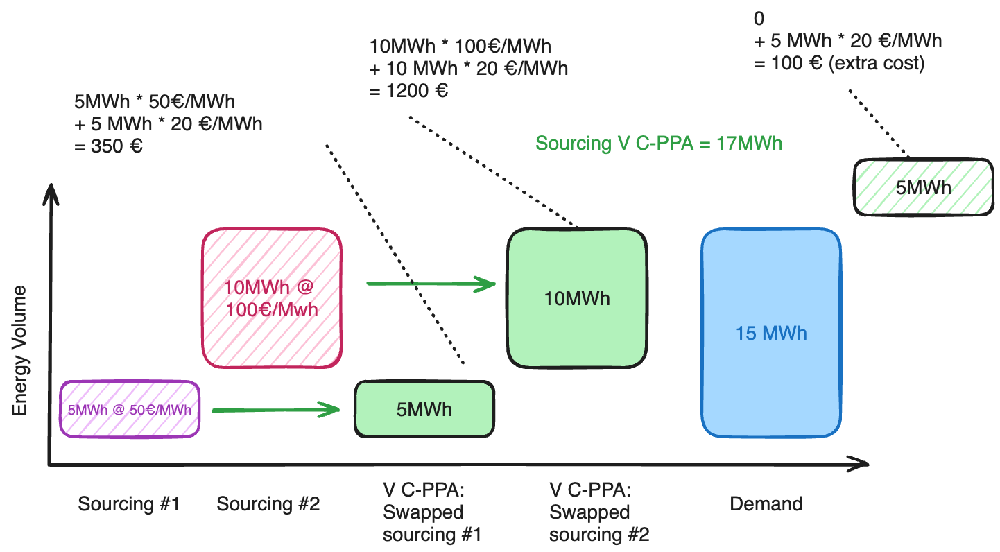 0
+ 5 MWh * 20 €/MWh
= 100 € (extra cost)
10MWh * 100€/MWh
+ 10 MWh * 20 €/MWh
= 1200 €
5MWh * 50€/MWh
+ 5 MWh * 20 €/MWh
= 350 €
Sourcing V C-PPA = 17MWh
5MWh
10MWh @
100€/Mwh
10MWh
15 MWh
5MWh @ 50€/MWh
5MWh
Energy Volume
Sourcing #1
Sourcing #2
V C-PPA:
Swapped
sourcing #1
V C-PPA:
Swapped
sourcing #2
Demand